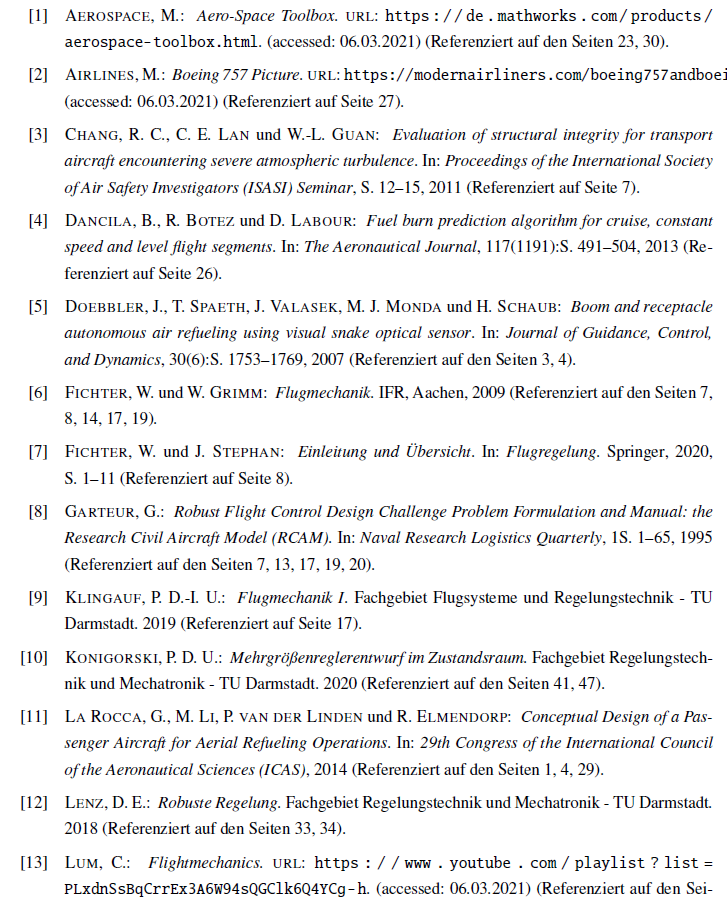 [1] AEROSPACE, M.: Aero-Space Toolbox. URL: https://de.mathworks.com/products/
aerospace-toolbox.html. (accessed: 06.03.2021) (Referenziert auf den Seiten 23, 30).
[2] AIRLINES, M.: Boeing 757 Picture. URL: https://modernairliners.com/boeing757andboei
(accessed: 06.03.2021) (Referenziert auf Seite 27).
[3] CHANG, R. C., C. E. LAN und W.-L. GUAN: Evaluation of structural integrity for transport
aircraft encountering severe atmospheric turbulence. In: Proceedings of the International Society
of Air Safety Investigators (ISASI) Seminar, S. 12–15, 2011 (Referenziert auf Seite 7).
[4] DANCILA, B., R. BOTEZ und D. LABOUR: Fuel burn prediction algorithm for cruise, constant
speed and level flight segments. In: The Aeronautical Journal, 117(1191):S. 491–504, 2013 (Re-
ferenziert auf Seite 26).
[5] DOEBBLER, J., T. SPAETH, J. VALASEK, M. J. MONDA und H. SCHAUB: Boom and receptacle
autonomous air refueling using visual snake optical sensor. In: Journal of Guidance, Control,
and Dynamics, 30(6):S. 1753–1769, 2007 (Referenziert auf den Seiten 3, 4).
[6] FICHTER, W. und W. GRIMM: Flugmechanik. IFR, Aachen, 2009 (Referenziert auf den Seiten 7,
8, 14, 17, 19).
[7] FICHTER, W. und J. STEPHAN: Einleitung und Übersicht. In: Flugregelung. Springer, 2020,
S. 1–11 (Referenziert auf Seite 8).
[8] GARTEUR, G.: Robust Flight Control Design Challenge Problem Formulation and Manual: the
Research Civil Aircraft Model (RCAM). In: Naval Research Logistics Quarterly, 1S. 1–65, 1995
(Referenziert auf den Seiten 7, 13, 17, 19, 20).
[9] KLINGAUF, P. D.-I. U.: Flugmechanik I. Fachgebiet Flugsysteme und Regelungstechnik - TU
Darmstadt. 2019 (Referenziert auf Seite 17).
[10] KONIGORSKI, P. D. U.: Mehrgrößenreglerentwurf im Zustandsraum. Fachgebiet Regelungstech-
nik und Mechatronik - TU Darmstadt. 2020 (Referenziert auf den Seiten 41, 47).
[11] LA ROCCA, G., M. LI, P. VAN DER LINDEN und R. ELMENDORP: Conceptual Design of a Pas-
senger Aircraft for Aerial Refueling Operations. In: 29th Congress of the International Council
of the Aeronautical Sciences (ICAS), 2014 (Referenziert auf den Seiten 1, 4, 29).
[12] LENZ, D. E.: Robuste Regelung. Fachgebiet Regelungstechnik und Mechatronik - TU Darmstadt.
2018 (Referenziert auf den Seiten 33, 34).
[13] LUM, C.: Flightmechanics. URL: https://www.youtube.com/playlist?list=
PLxdnSsBqCrrEx3A6W94sQGClk6Q4YCg-h. (accessed: 06.03.2021) (Referenziert auf den Sei-